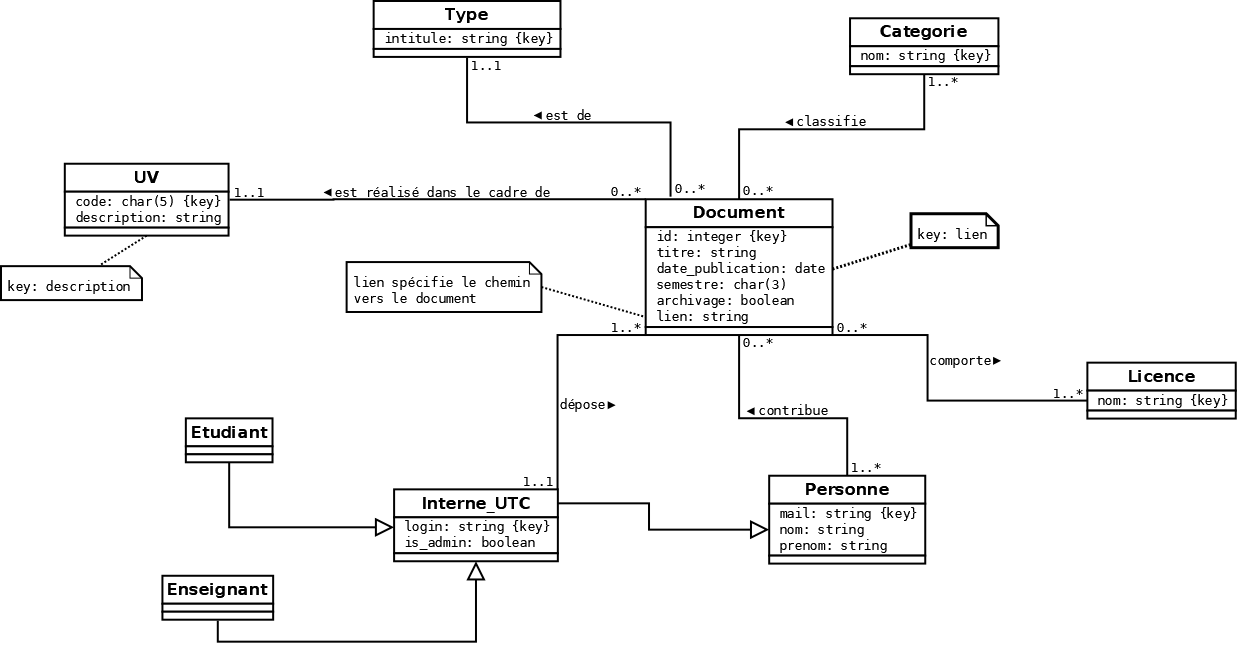 Type
intitule: string {key}
1..1
Categorie
nom: string {key}
1..*
◄ est de
◄ classifie
UV
code: char(5) {key}
description: string
1..1
◄ est réalisé dans le cadre de
0..*
0..*
0..*
key: description
Document
id: integer {key}
titre: string
date_publication: date
semestre: char(3)
archivage: boolean
lien: string
key: lien
lien spécifie le chemin
vers le document
1..*
0..*
0..*
comporte ►
1..*
Licence
nom: string {key}
dépose ►
◄ contribue
1..*
Etudiant
1..1
Interne_UTC
login: string {key}
is_admin: boolean
Personne
mail: string {key}
nom: string
prenom: string
Enseignant